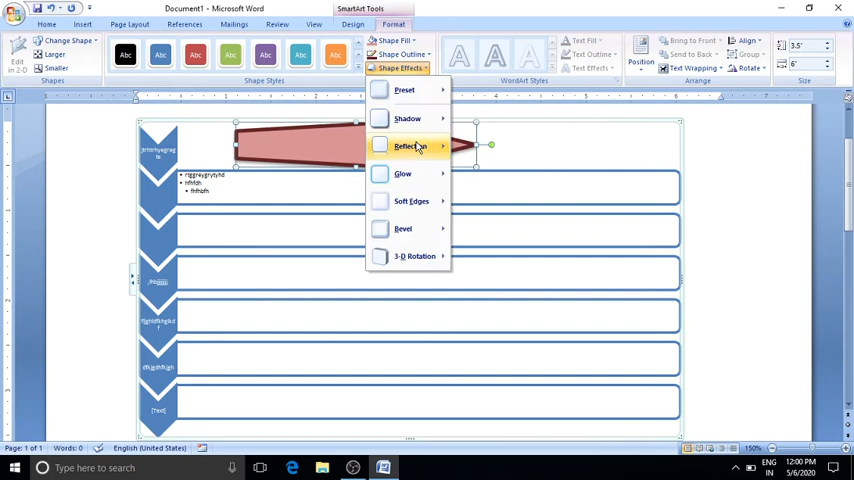 Document1 - Microsoft Word
SmartArt Tools
Home
Insert
Page Layout
References
Mailings
Review
View
Design
Format
Edit in 2-D
Change Shape
Larger
Smaller
Shapes
Abc Abc Abc Abc Abc Abc
Shape Styles
Shape Fill
Shape Outline
Shape Effects
A A A
WordArt Styles
Text Fill
Text Outline
Text Effects
Position
Bring to Front
Send to Back
Text Wrapping
Align
Group
Rotate
Arrange
3.5"
6"
Size
Preset
Shadow
Reflection
Glow
Soft Edges
Bevel
3-D Rotation
rtggreygrytyhd
hfhfdh
fhfhbfh
dfkjgdhfkjgh
[Text]
Page: 1 of 1
Words: 0
English (United States)
150%
Type here to search
ENG
IN
12:00 PM
5/6/2020